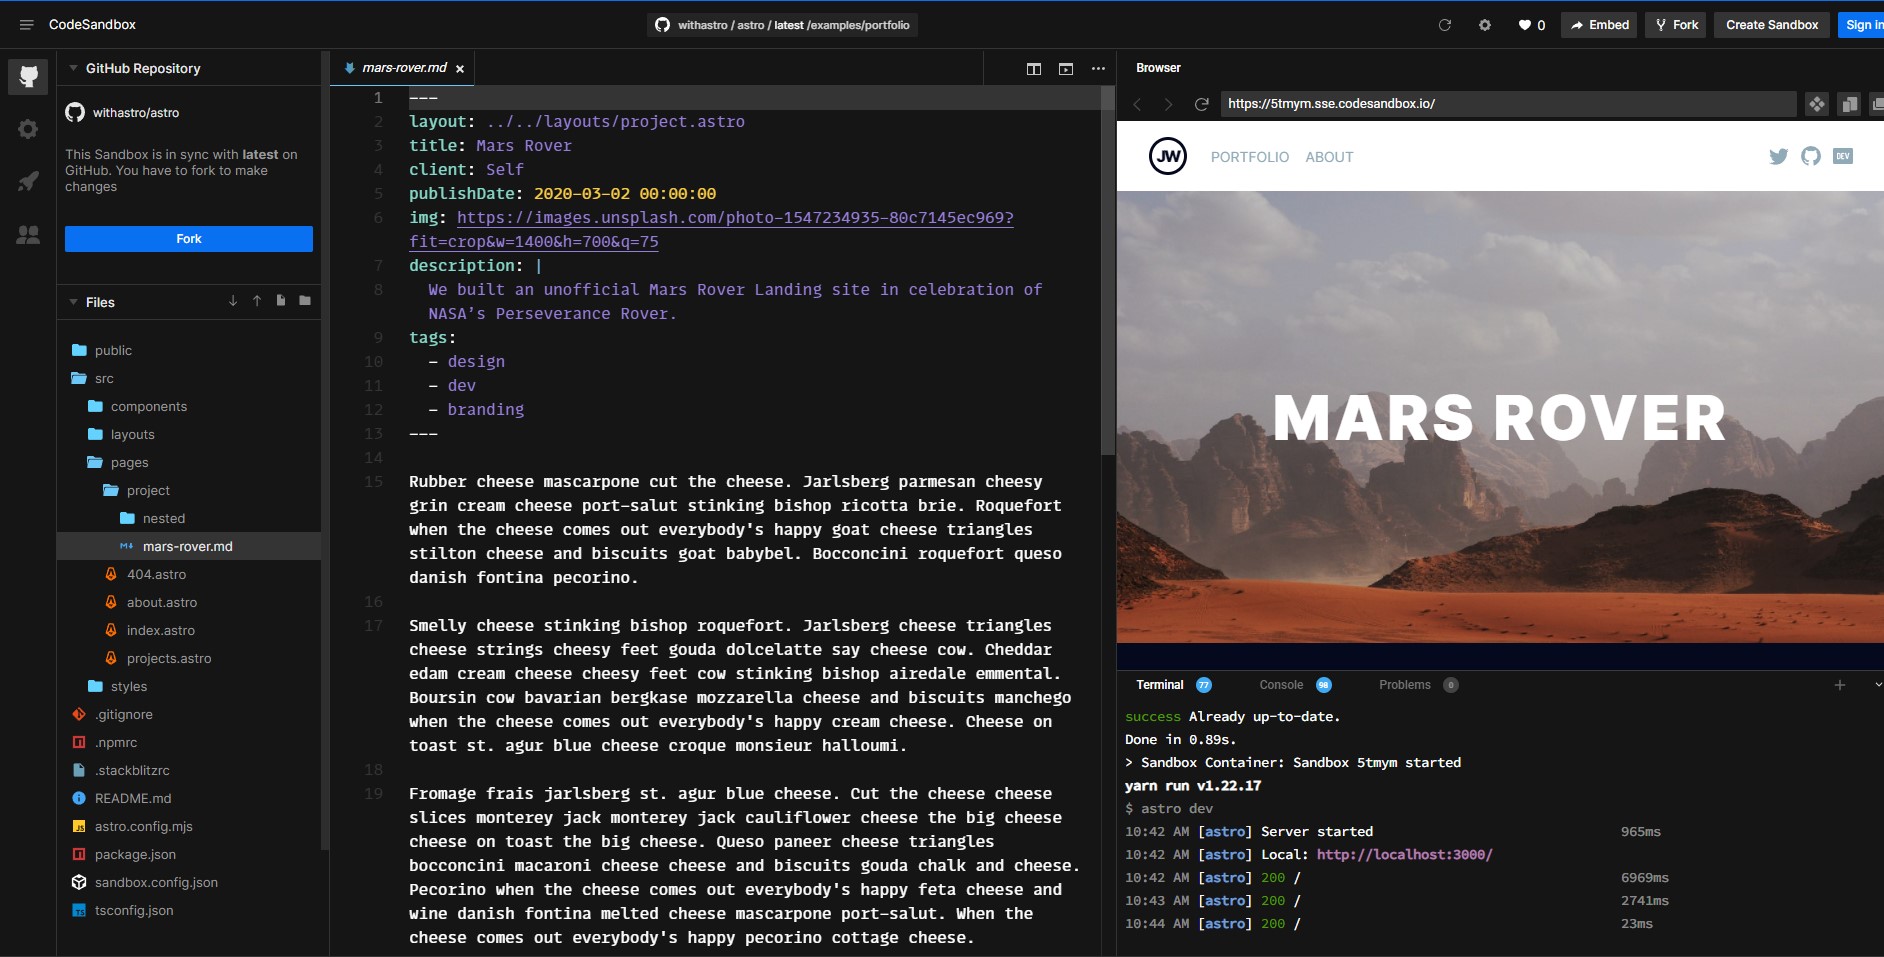 CodeSandbox
withastro / astro / latest /examples/portfolio
0
Embed
Fork
Create Sandbox
Sign in
GitHub Repository
withastro/astro
This Sandbox is in sync with latest on
GitHub. You have to fork to make
changes
Fork
Files
public
src
components
layouts
pages
project
nested
mars-rover.md
404.astro
about.astro
index.astro
projects.astro
styles
.gitignore
.npmrc
.stackblitzrc
README.md
astro.config.mjs
package.json
sandbox.config.json
tsconfig.json
mars-rover.md
1 ---
2 layout: ../../layouts/project.astro
3 title: Mars Rover
4 client: Self
5 publishDate: 2020-03-02 00:00:00
6 img: https://images.unsplash.com/photo-1547234935-80c7145ec969?
fit=crop&w=1400&h=700&q=75
7 description: |
8 We built an unofficial Mars Rover Landing site in celebration of
NASA's Perseverance Rover.
9 tags:
10 - design
11 - dev
12 - branding
13 ---
14
15 Rubber cheese mascarpone cut the cheese. Jarlsberg parmesan cheesy
grin cream cheese port-salut stinking bishop ricotta brie. Roquefort
when the cheese comes out everybody's happy goat cheese triangles
stilton cheese and biscuits goat babybel. Bocconcini roquefort queso
danish fontina pecorino.
16
17 Smelly cheese stinking bishop roquefort. Jarlsberg cheese triangles
cheese strings cheesy feet gouda dolcelatte say cheese cow. Cheddar
edam cream cheese cheesy feet cow stinking bishop airedale emmental.
Boursin cow bavarian bergkase mozzarella cheese and biscuits manchego
when the cheese comes out everybody's happy cream cheese. Cheese on
toast st. agur blue cheese croque monsieur halloumi.
18
19 Fromage frais jarlsberg st. agur blue cheese. Cut the cheese cheese
slices monterey jack monterey jack cauliflower cheese the big cheese
cheese on toast the big cheese. Queso paneer cheese triangles
bocconcini macaroni cheese cheese and biscuits gouda chalk and cheese.
Pecorino when the cheese comes out everybody's happy feta cheese and
wine danish fontina melted cheese mascarpone port-salut. When the
cheese comes out everybody's happy pecorino cottage cheese.
Browser
https://5tmym.sse.codesandbox.io/
JW
PORTFOLIO ABOUT
DEV
MARS ROVER
Terminal 77 Console 98 Problems 0
success Already up-to-date.
Done in 0.89s.
> Sandbox Container: Sandbox 5tmym started
yarn run v1.22.17
$ astro dev
10:42 AM [astro] Server started 965ms
10:42 AM [astro] Local: http://localhost:3000/
10:42 AM [astro] 200 / 6969ms
10:43 AM [astro] 200 / 2741ms
10:44 AM [astro] 200 / 23ms